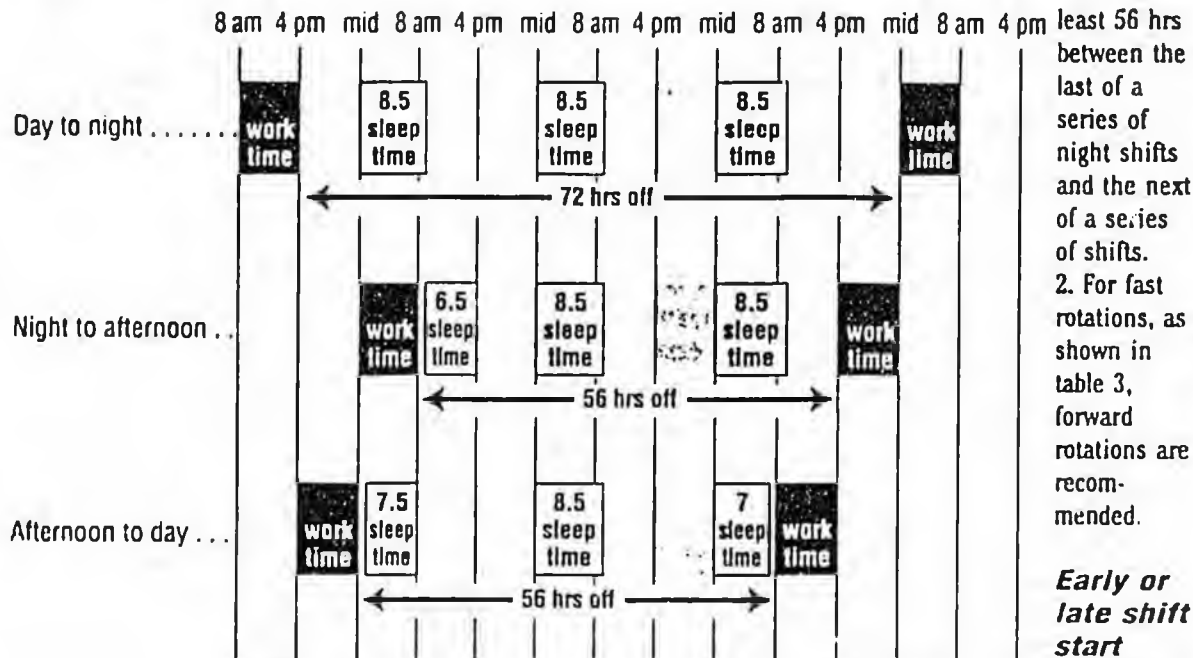 8 am 4 pm mid 8 am 4 pm mid 8 am 4 pm mid 8 am 4 pm
Day to night .......
work
time
8.5
sleep
time
8.5
sleep
time
8.5
sleep
time
work
time
72 hrs off
Night to afternoon ..
work
time
6.5
sleep
time
8.5
sleep
time
8.5
sleep
time
work
time
56 hrs off
Afternoon to day ...
work
time
7.5
sleep
time
8.5
sleep
time
7
sleep
time
work
time
56 hrs off
least 56 hrs
between the
last of a
series of
night shifts
and the next
of a series
of shifts.
2. For fast
rotations, as
shown in
table 3,
forward
rotations are
recom-
mended.
Early or
late shift
start